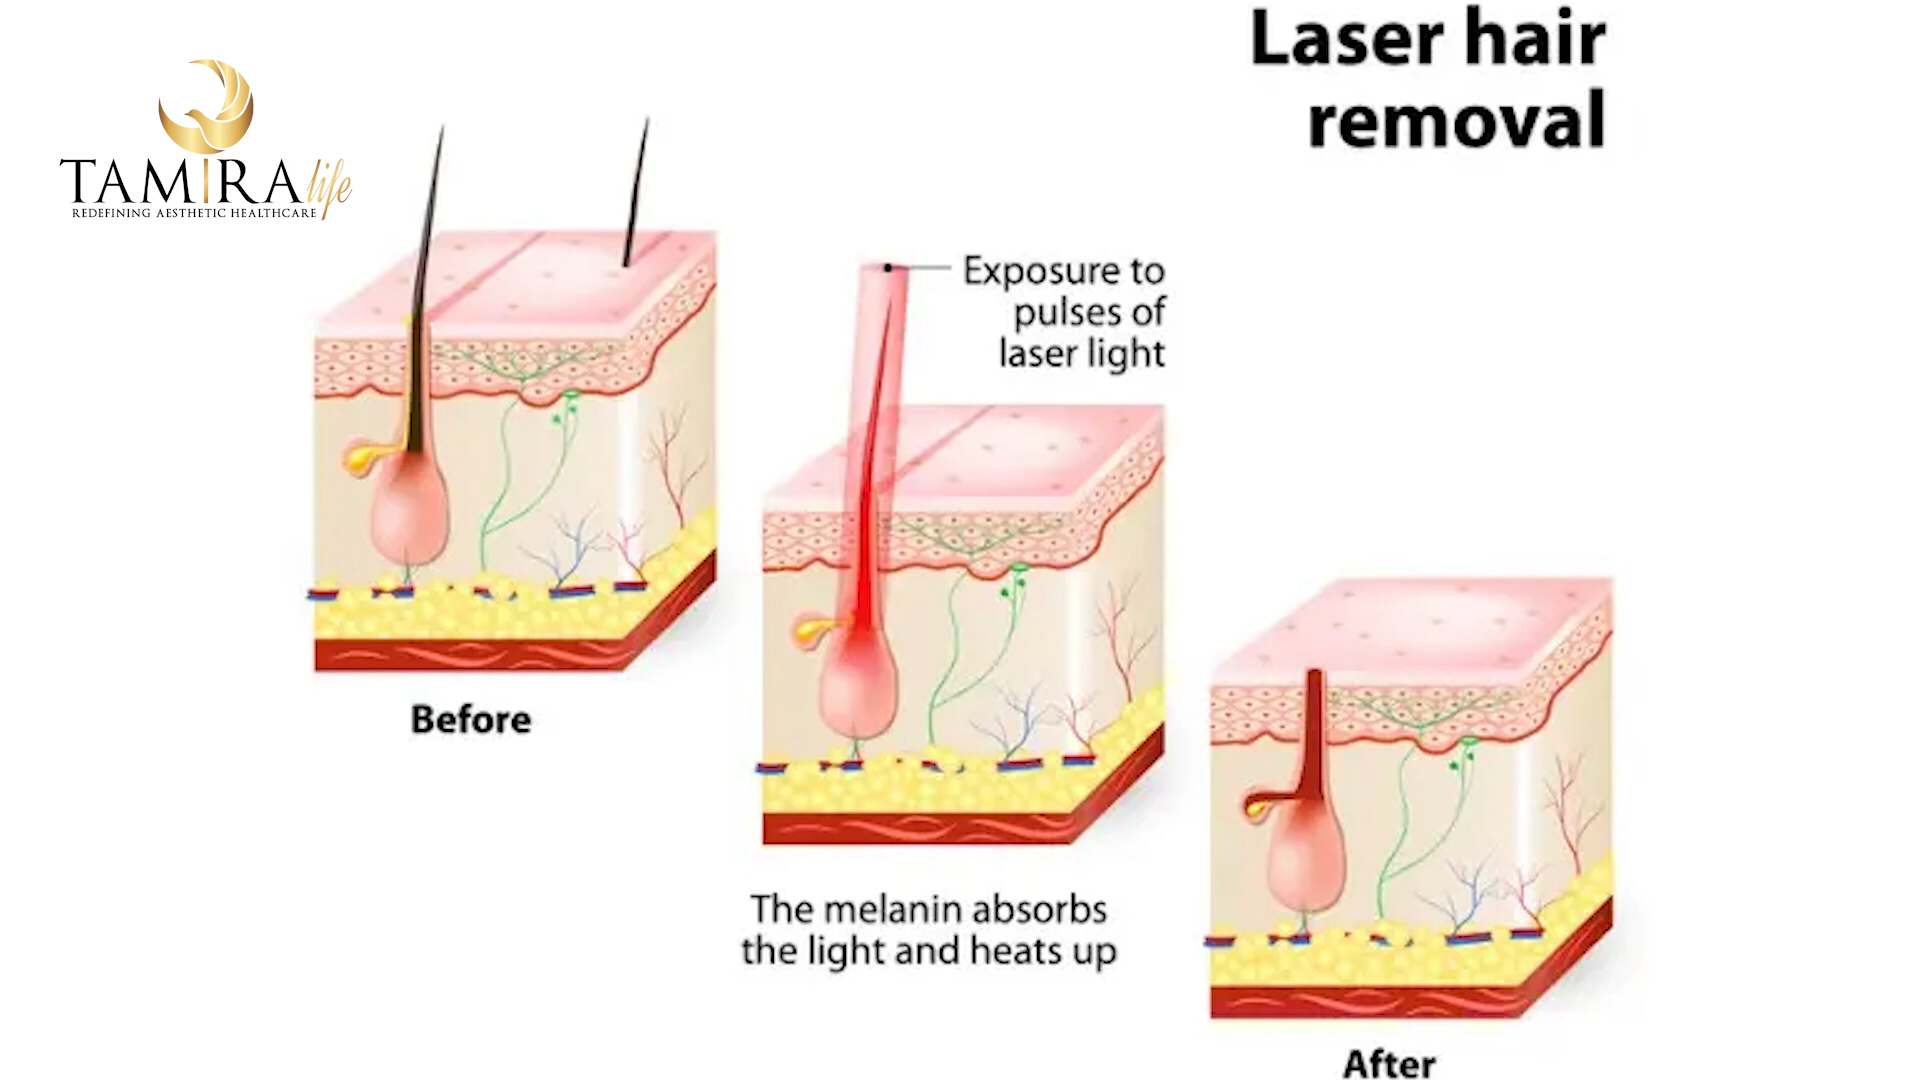 Laser hair
removal
TAMIRA life
REDEFINING AESTHETIC HEALTHCARE
Exposure to
pulses of
laser light
Before
The melanin absorbs
the light and heats up
After